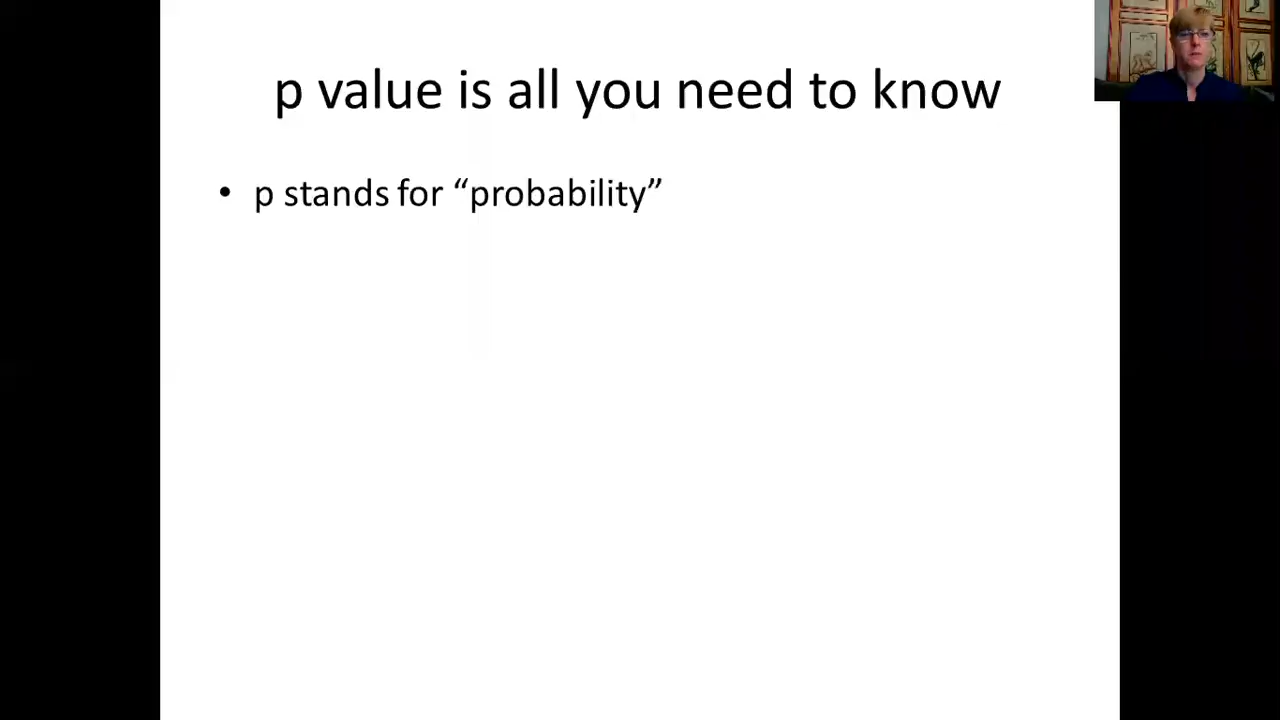 p value is all you need to know
• p stands for “probability”